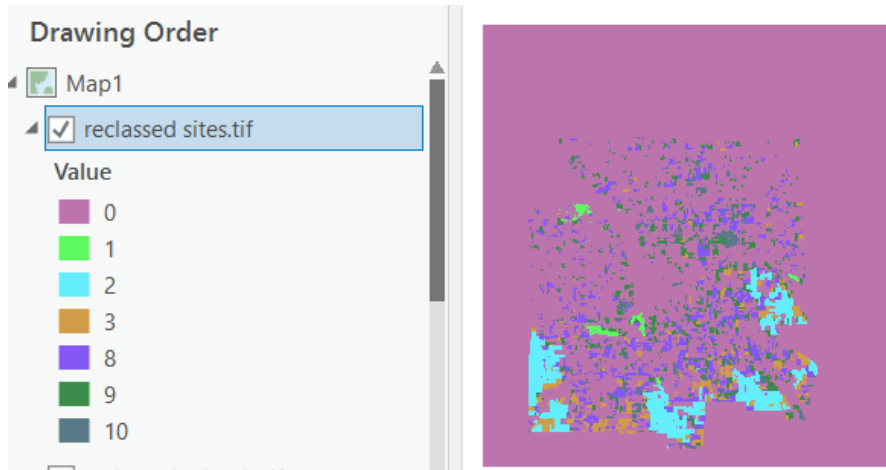 Drawing Order
Map1
reclassed sites.tif
Value
0
1
2
3
8
9
10